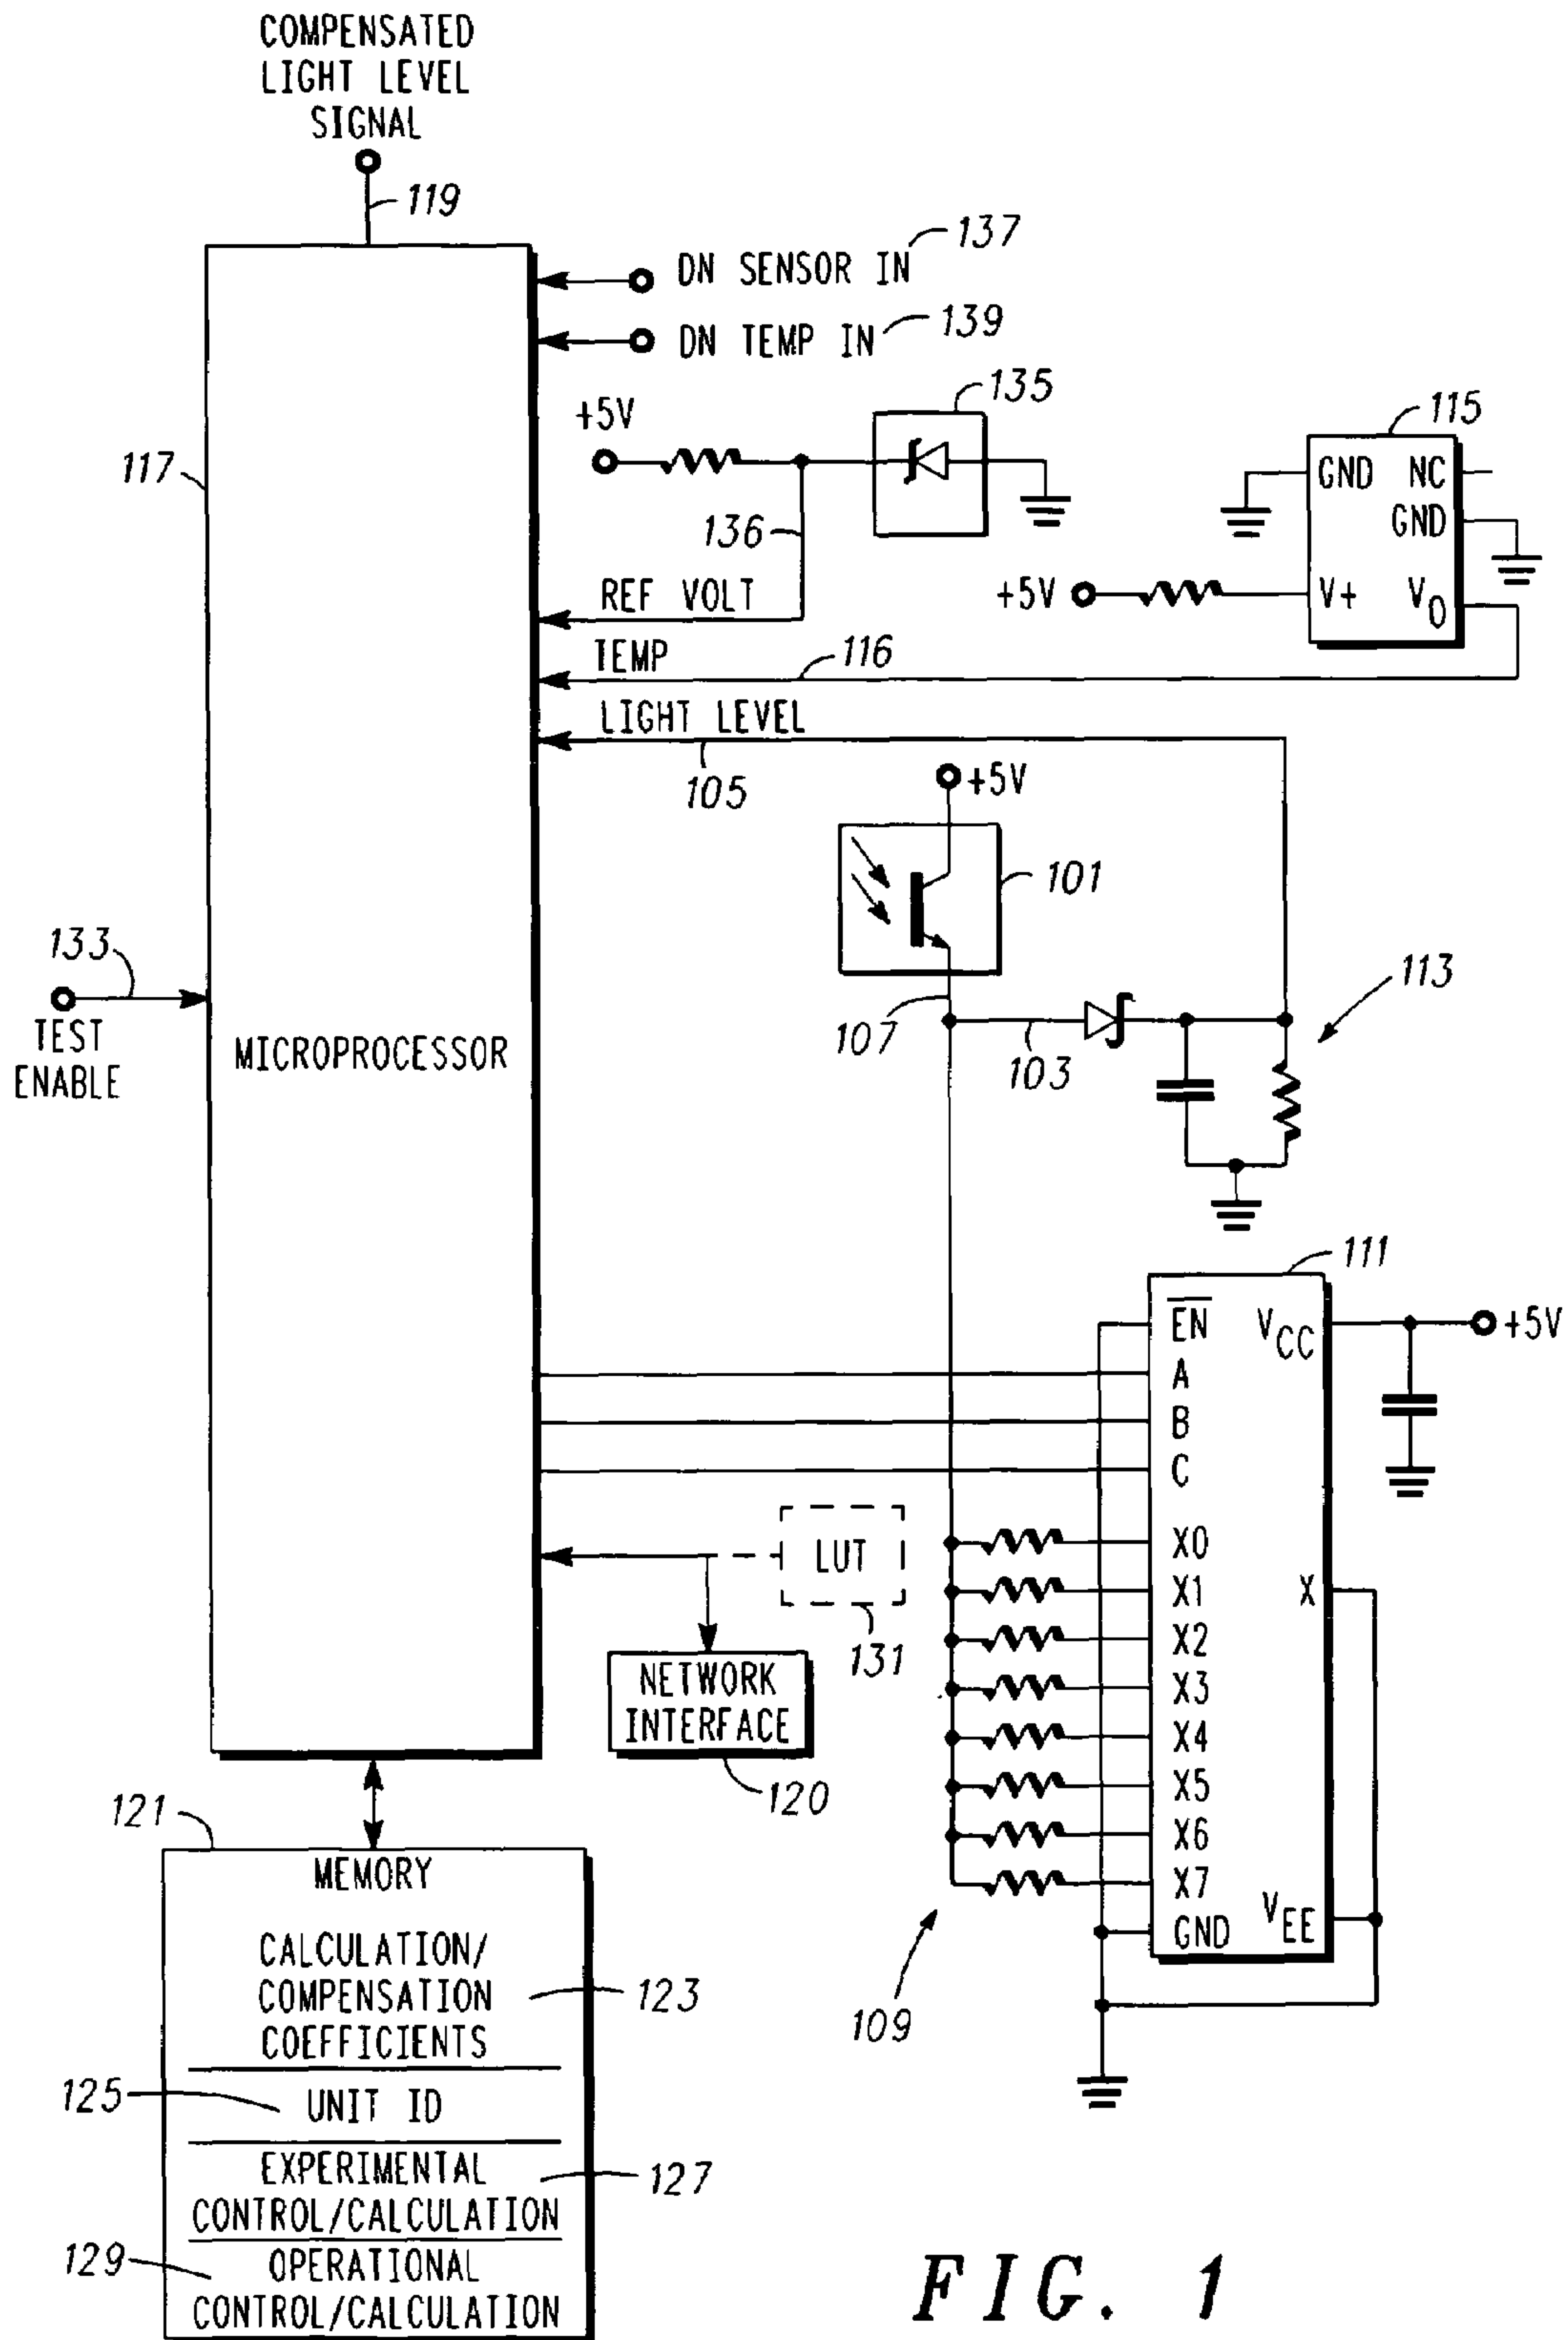 COMPENSATED
LIGHT LEVEL
SIGNAL
119
DN SENSOR IN
137
DN TEMP IN
139
+5V
135
115
117
GND
NC
GND
136
REF VOLT
+5V
V+
VO
TEMP
116
LIGHT LEVEL
105
+5V
101
133
TEST
ENABLE
MICROPROCESSOR
107
103
113
111
EN
VCC
+5V
A
B
C
X0
LUT
X1
X
131
X2
X3
NETWORK
INTERFACE
X4
120
X5
X6
X7
GND
VEE
109
121
MEMORY
CALCULATION/
COMPENSATION
COEFFICIENTS
123
125
UNIT ID
EXPERIMENTAL
CONTROL/CALCULATION
127
129
OPERATIONAL
CONTROL/CALCULATION
FIG. 1